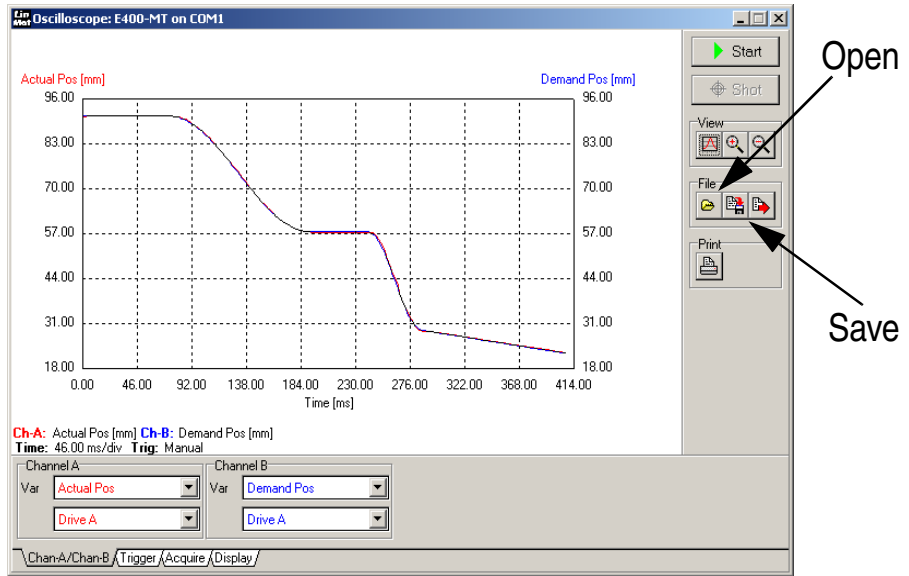 Lin Mot Oscilloscope: E400-MT on COM1
Start
Open
Shot
Actual Pos [mm] Demand Pos [mm]
View
96.00 96.00
83.00 83.00
70.00 70.00
File
57.00 57.00
Print
44.00 44.00
31.00 31.00
Save
18.00 18.00
0.00 46.00 92.00 138.00 184.00 230.00 276.00 322.00 368.00 414.00
Time [ms]
Ch-A: Actual Pos [mm] Ch-B: Demand Pos [mm]
Time: 46.00 ms/div Trig: Manual
Channel A Channel B
Var Actual Pos Var Demand Pos
Drive A Drive A
Chan-A/Chan-B Trigger Acquire Display